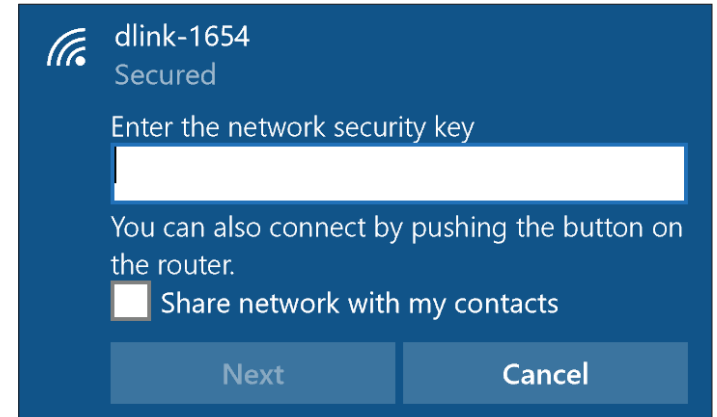 dlink-1654
Secured
Enter the network security key
You can also connect by pushing the button on
the router.
Share network with my contacts
Next
Cancel